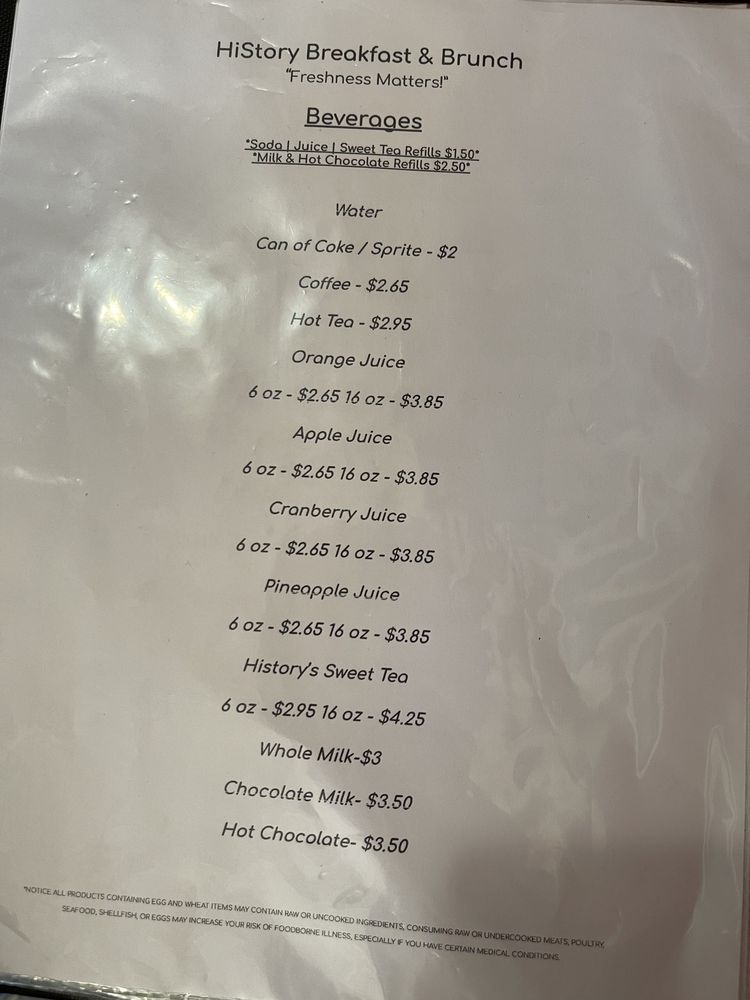 HiStory Breakfast & Brunch
"Freshness Matters!"
Beverages
*Soda | Juice | Sweet Tea Refills $1.50*
*Milk & Hot Chocolate Refills $2.50*
Water
Can of Coke / Sprite - $2
Coffee - $2.65
Hot Tea - $2.95
Orange Juice
6 oz - $2.65 16 oz - $3.85
Apple Juice
6 oz - $2.65 16 oz - $3.85
Cranberry Juice
6 oz - $2.65 16 oz - $3.85
Pineapple Juice
6 oz - $2.65 16 oz - $3.85
History's Sweet Tea
6 oz - $2.95 16 oz - $4.25
Whole Milk-$3
Chocolate Milk- $3.50
Hot Chocolate- $3.50
*NOTICE ALL PRODUCTS CONTAINING EGG AND WHEAT ITEMS MAY CONTAIN RAW OR UNCOOKED INGREDIENTS, CONSUMING RAW OR UNDERCOOKED MEATS, POULTRY,
SEAFOOD, SHELLFISH, OR EGGS MAY INCREASE YOUR RISK OF FOODBORNE ILLNESS, ESPECIALLY IF YOU HAVE CERTAIN MEDICAL CONDITIONS.